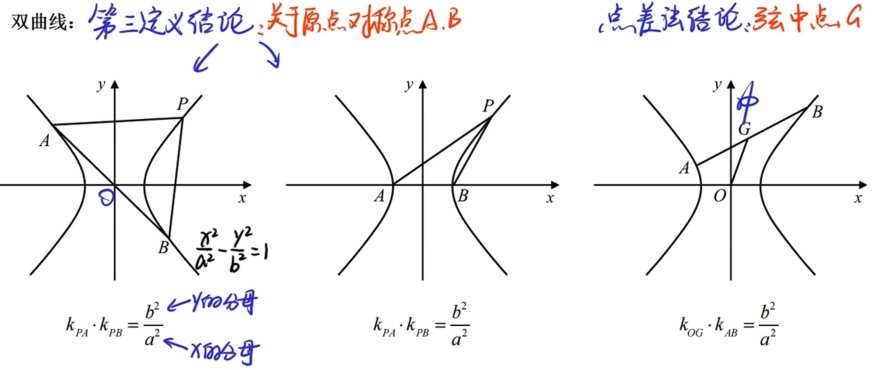 双曲线：第三定义结论：关于原点对称点A.B
点差法结论：弦中点G
y
A
P
O
x
B
x²/a² - y²/b² = 1
k_PA · k_PB = b²/a²
y的分母
x的分母
y
P
A
B
x
k_PA · k_PB = b²/a²
y
中
G
B
A
O
x
k_OG · k_AB = b²/a²